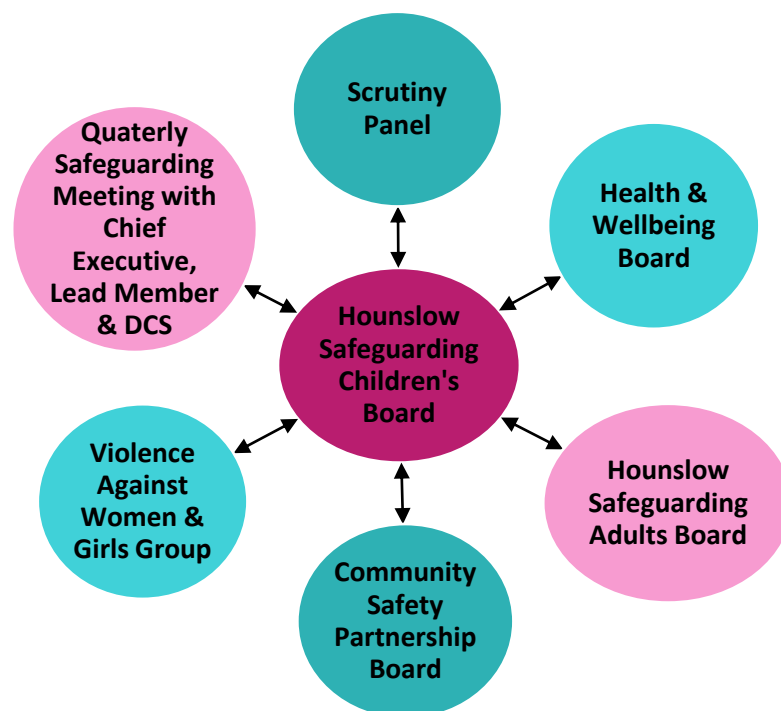 Scrutiny
Panel
Quaterly
Safeguarding
Meeting with
Chief
Executive,
Lead Member
& DCS
Health &
Wellbeing
Board
Hounslow
Safeguarding
Children's
Board
Violence
Against
Women &
Girls Group
Hounslow
Safeguarding
Adults Board
Community
Safety
Partnership
Board